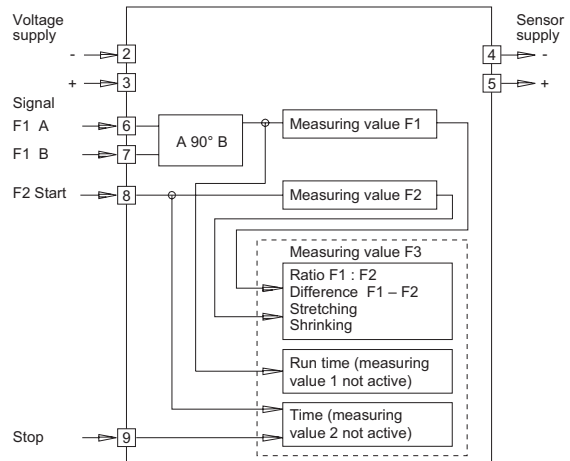 Voltage
supply
Sensor
supply
- 2
4 -
+ 3
5 +
Signal
F1 A 6
F1 B 7
A 90° B
Measuring value F1
F2 Start 8
Measuring value F2
Measuring value F3
Ratio F1 : F2
Difference F1 – F2
Stretching
Shrinking
Run time (measuring
value 1 not active)
Time (measuring
value 2 not active)
Stop 9